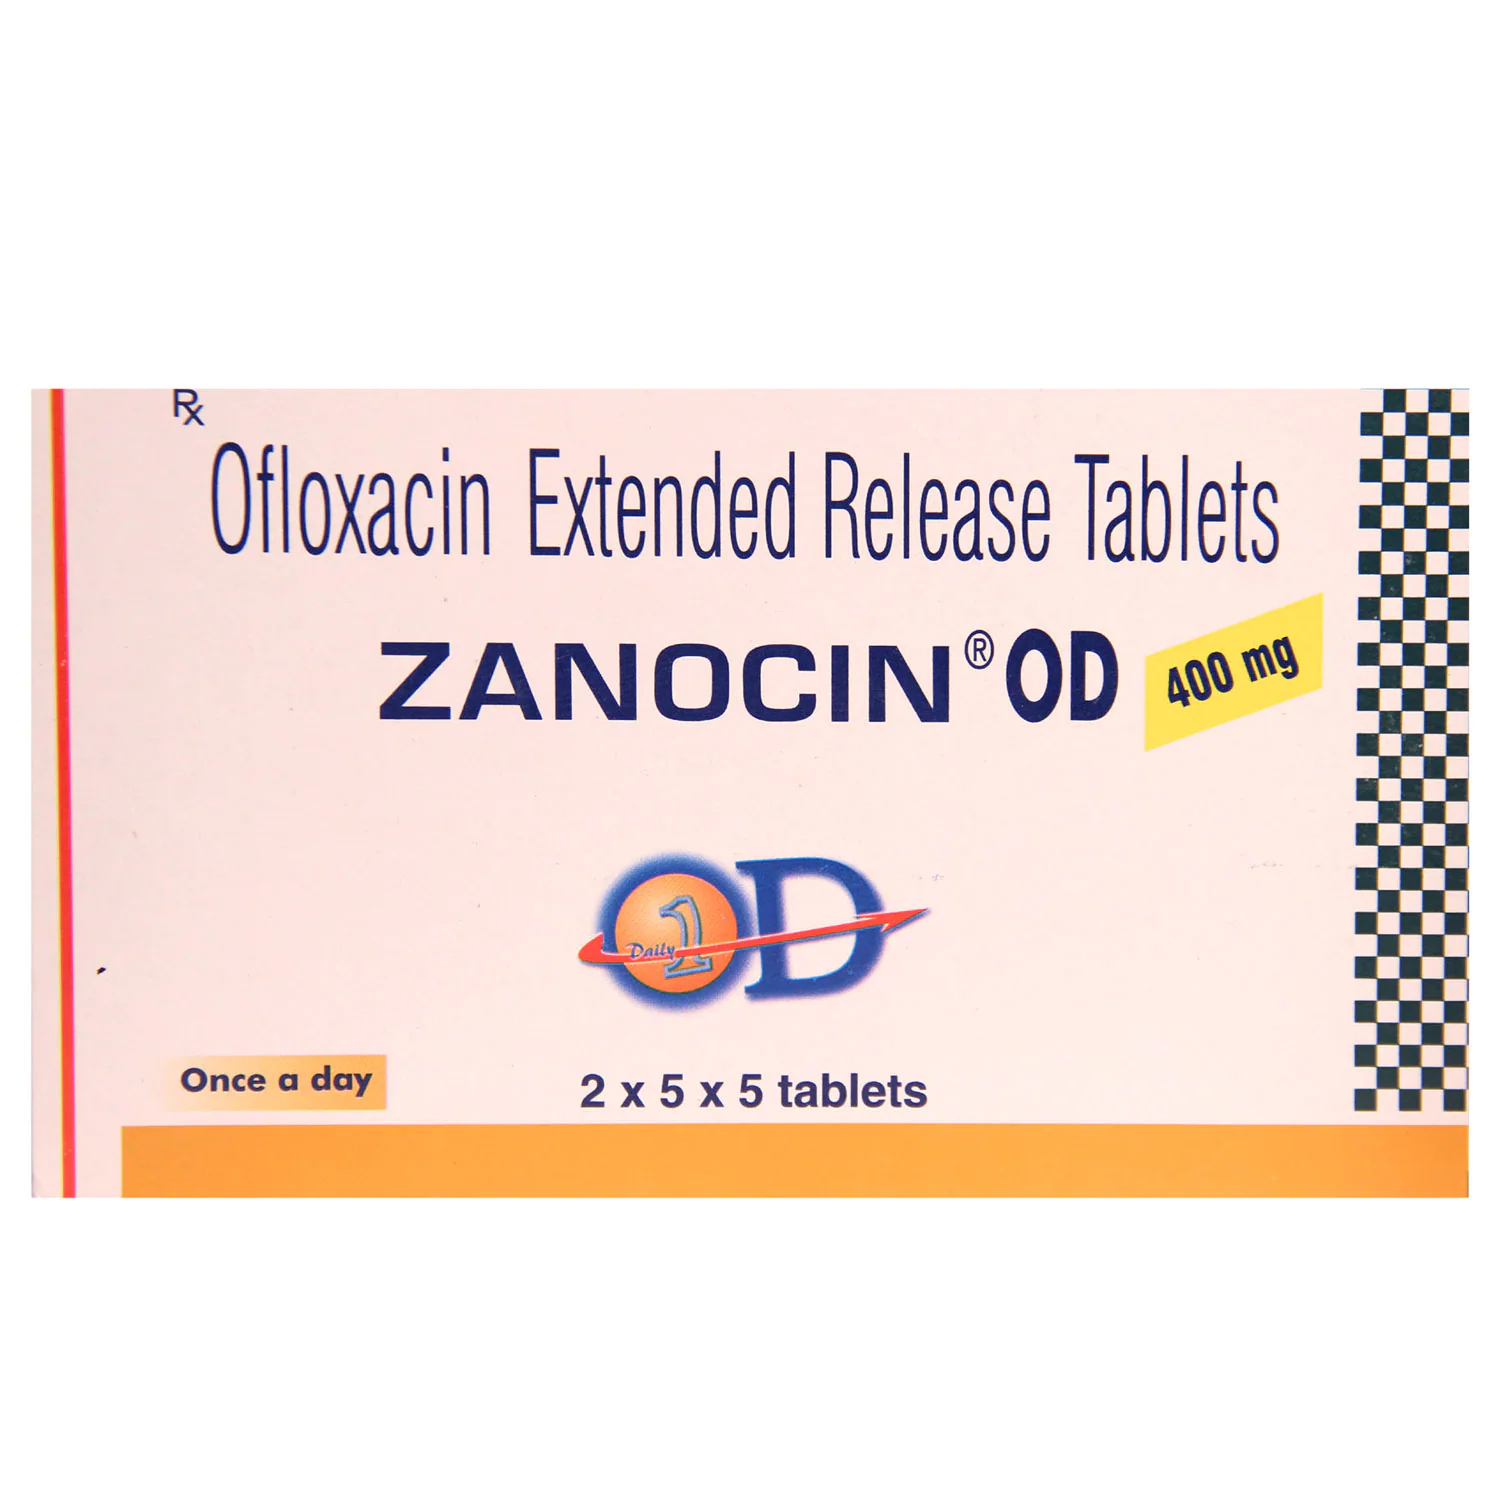 Rx
Ofloxacin Extended Release Tablets
ZANOCIN® OD 400 mg
Daily 1 OD
Once a day
2 x 5 x 5 tablets